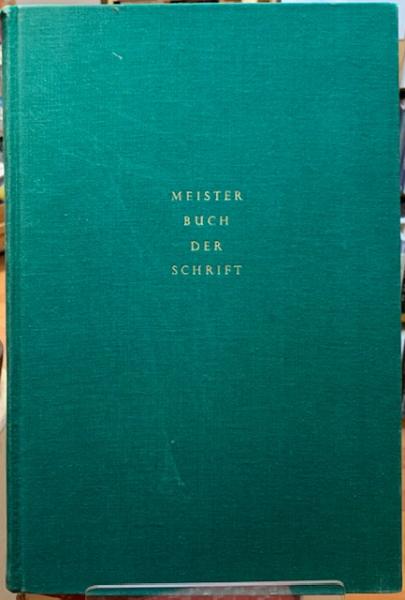 MEISTER
BUCH
DER
SCHRIFT